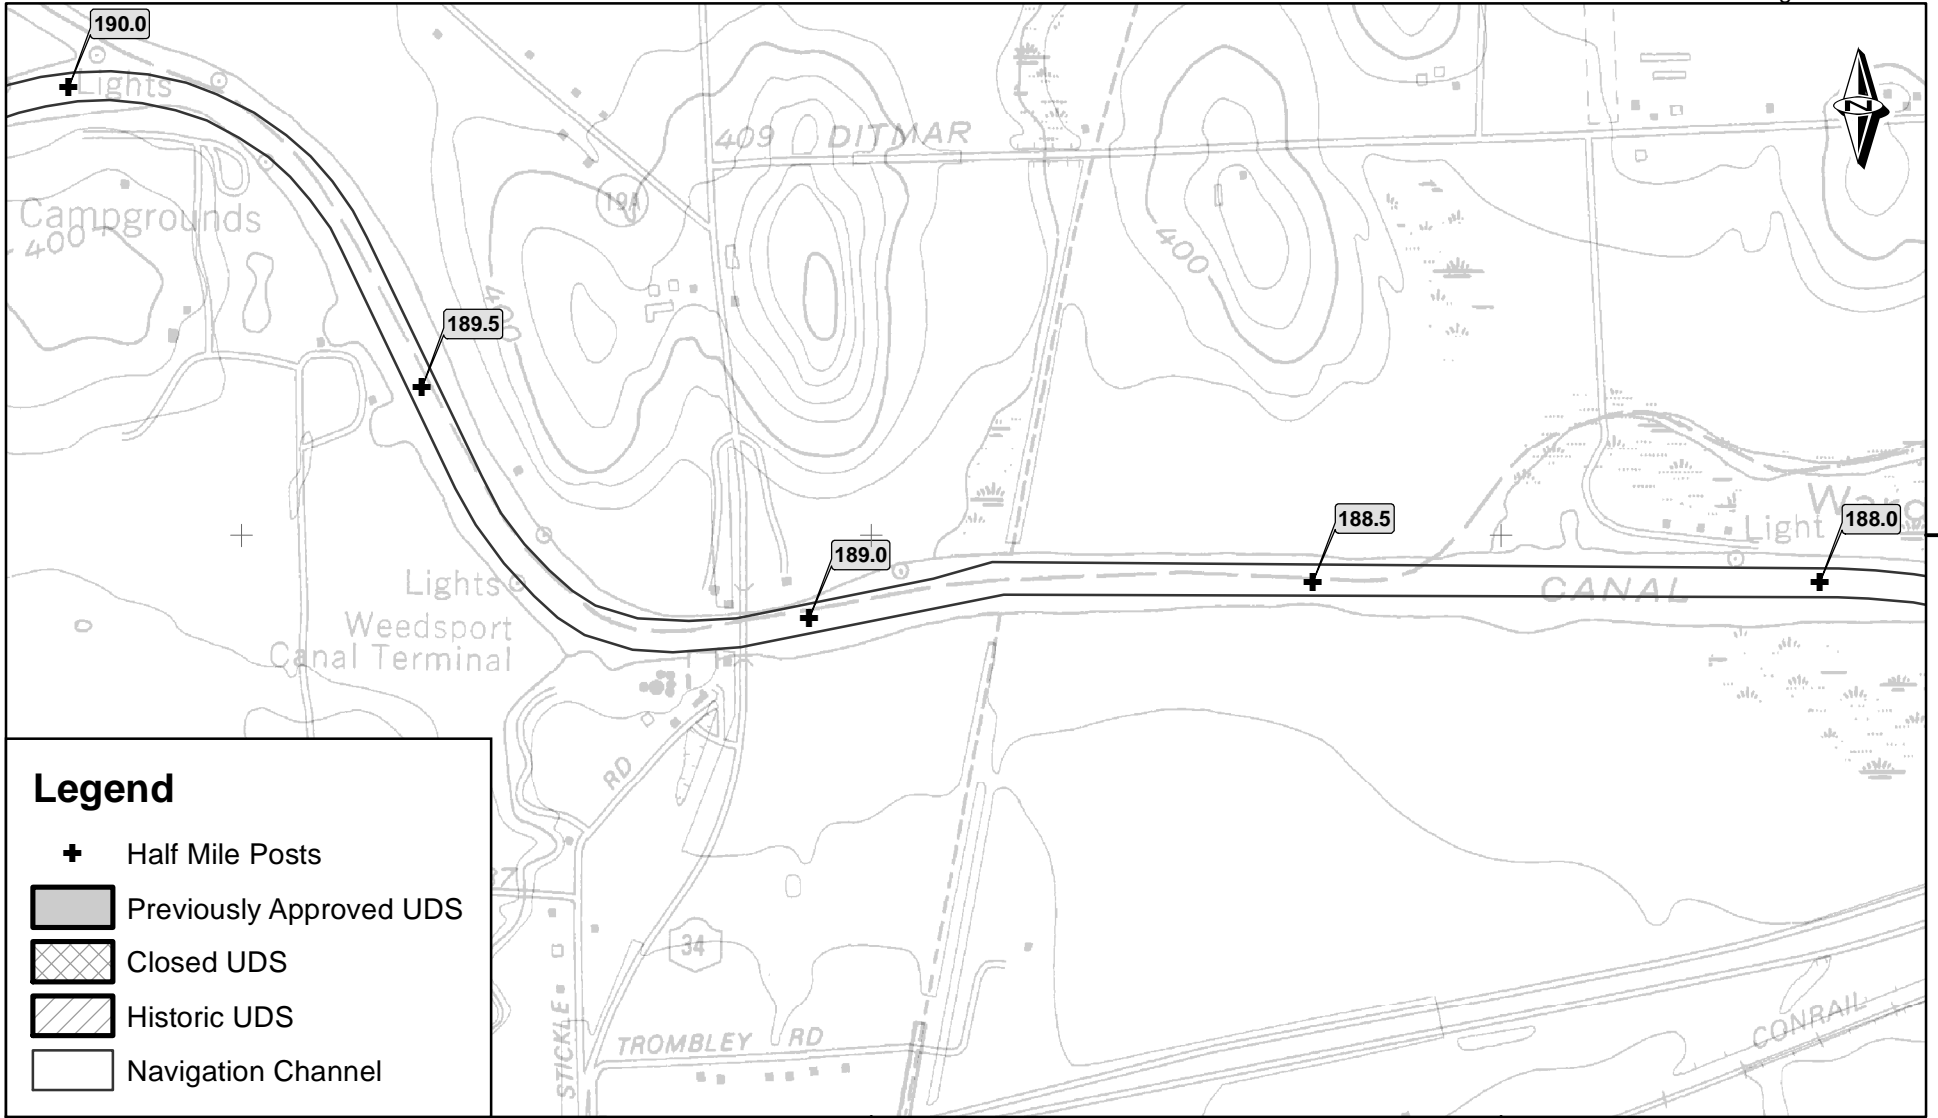 190.0
Lights
409 DITMAR
19A
Campgrounds
400
400
400
189.5
189.0
188.5
188.0
Light
CANAL
Lights
Weedsport
Canal Terminal
RD
34
STICKLE
TROMBLEY RD
CONRAIL
N
Legend
Half Mile Posts
Previously Approved UDS
Closed UDS
Historic UDS
Navigation Channel